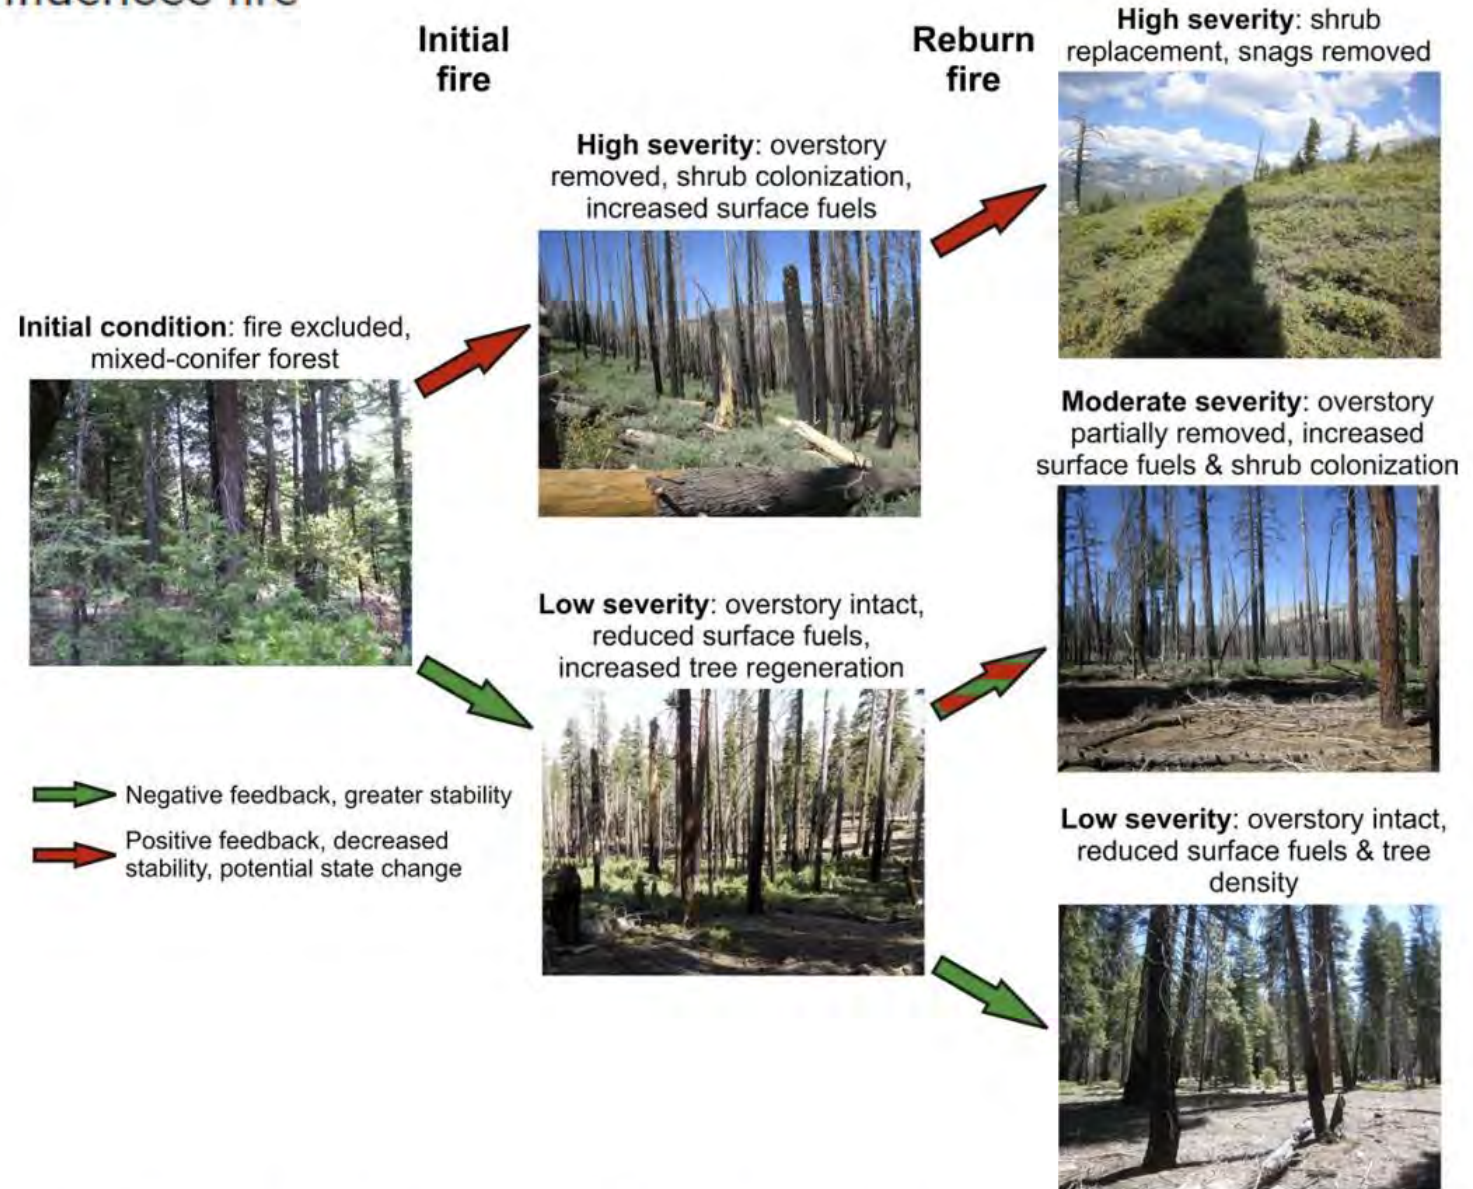 fire
Initial
fire
Reburn
fire
High severity: shrub
replacement, snags removed
High severity: overstory
removed, shrub colonization,
increased surface fuels
Initial condition: fire excluded,
mixed-conifer forest
Moderate severity: overstory
partially removed, increased
surface fuels & shrub colonization
Low severity: overstory intact,
reduced surface fuels,
increased tree regeneration
Negative feedback, greater stability
Positive feedback, decreased
stability, potential state change
Low severity: overstory intact,
reduced surface fuels & tree
density